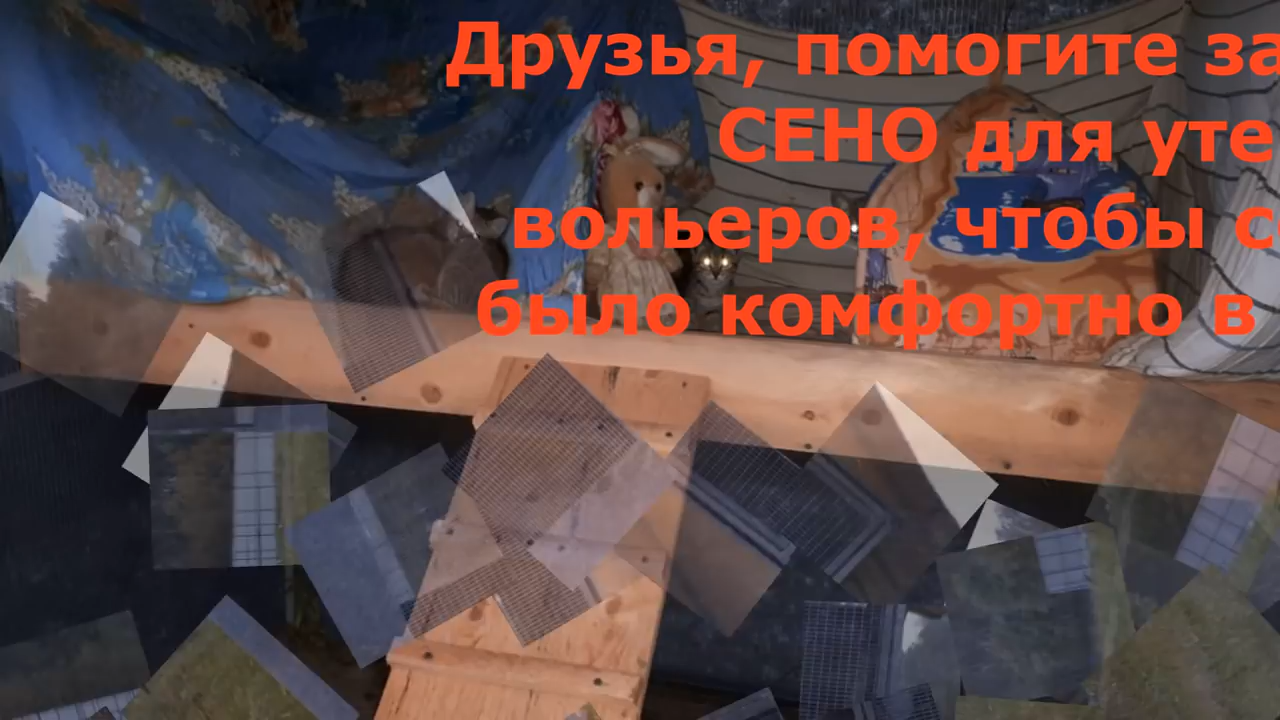 Друзья, помогите за
СЕНО для уте
вольеров, чтобы с
было комфортно в